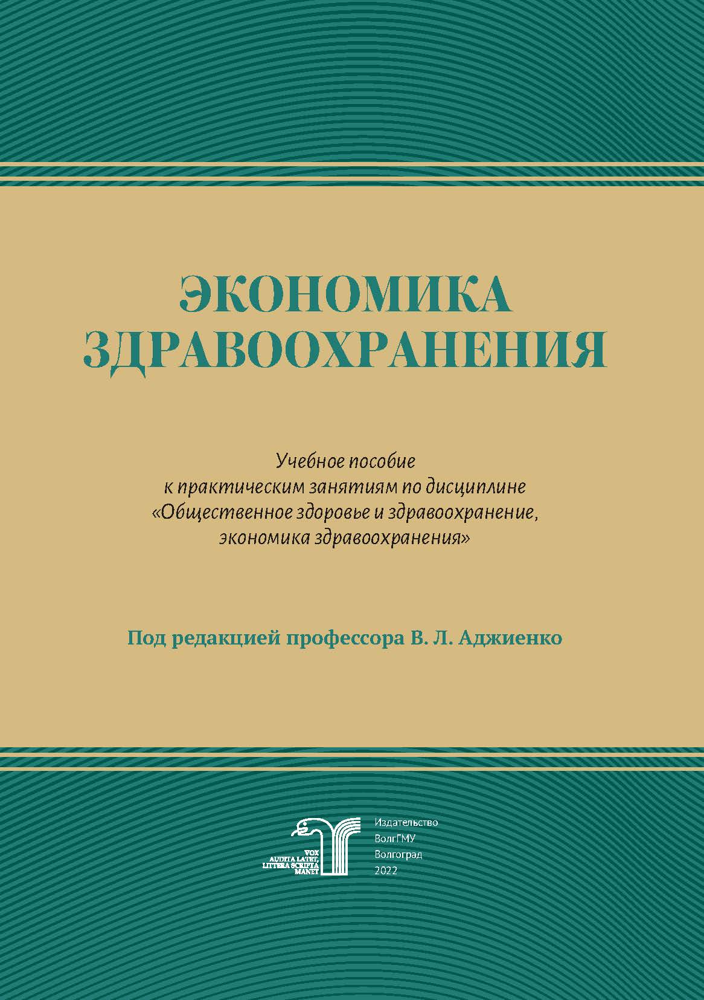 ЭКОНОМИКА
ЗДРАВООХРАНЕНИЯ
Учебное пособие
к практическим занятиям по дисциплине
«Общественное здоровье и здравоохранение,
экономика здравоохранения»
Под редакцией профессора В. Л. Аджиенко
VOX
AUDITA LATET,
LITTERA SCRIPTA
MANET
Издательство
ВолгГМУ
Волгоград
2022